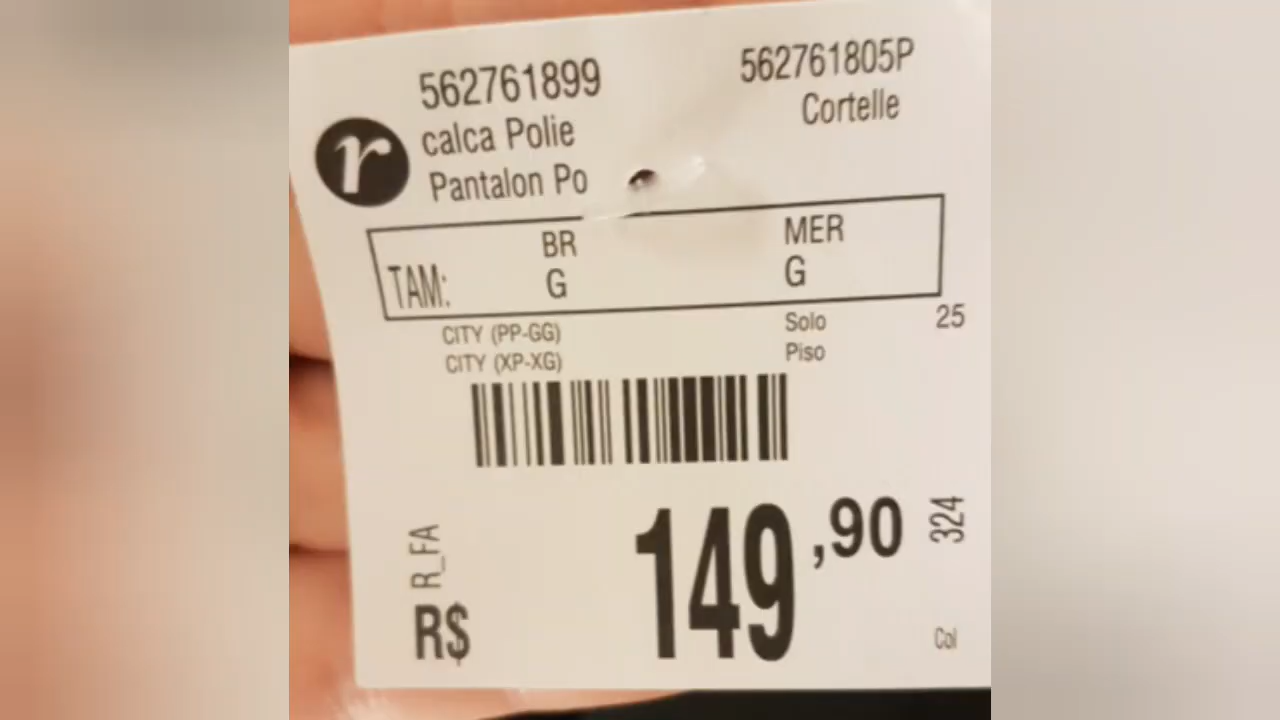 562761899
562761805P
r
calca Polie
Cortelle
Pantalon Po
BR
MER
TAM:
G
G
CITY (PP-GG)
Solo
25
CITY (XP-XG)
Piso
R_FA
R$
149,90
324
Col